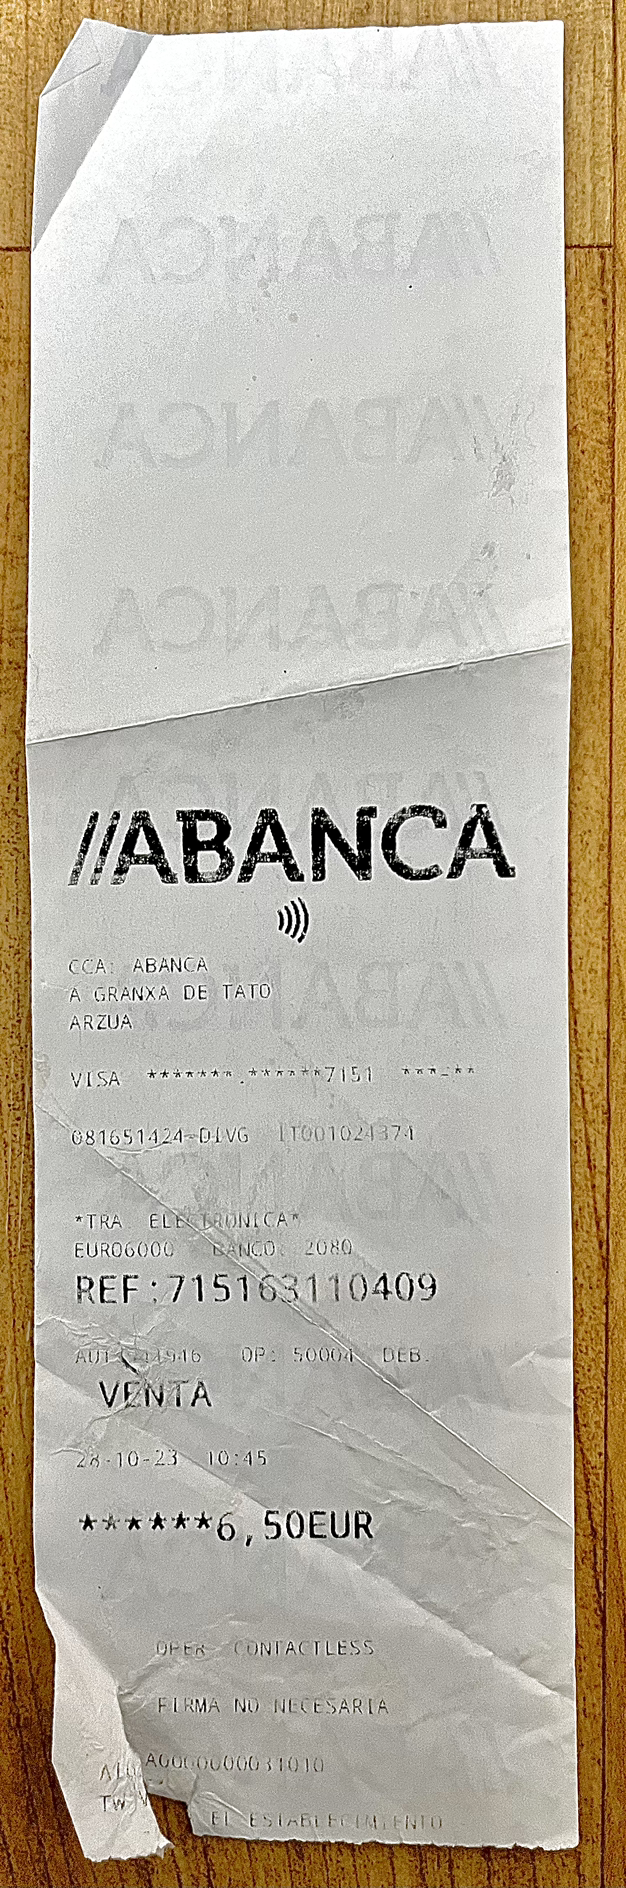 //ABANCA
CCA: ABANCA
A GRANXA DE TATO
ARZUA
VISA *******.******7151 ***-**
081651424-DIVG IT001024374
*TRA. ELECTRONICA*
EURO6000 BANCO: 2080
REF:715163110409
OP: 50004 DEB.
VENTA
28-10-23 10:45
******6,50EUR
OPER CONTACTLESS
FIRMA NO NECESARIA
A0000000031010
EL ESTABLECIMIENTO